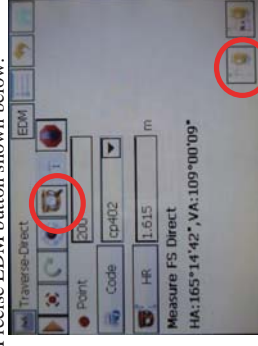 Precise EDM button shown below.
Traverse-Direct
EDM
Point
200
Code
cp402
HR
1.615
m
Measure FS Direct
HA:165°14'42", VA:109°00'09"